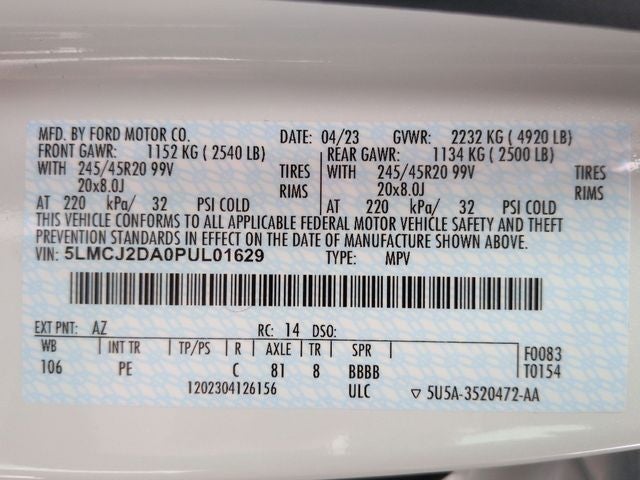 MFD. BY FORD MOTOR CO. DATE: 04/23 GVWR: 2232 KG ( 4920 LB)
FRONT GAWR: 1152 KG ( 2540 LB) REAR GAWR: 1134 KG ( 2500 LB)
WITH 245/45R20 99V TIRES WITH 245/45R20 99V TIRES
20x8.0J RIMS 20x8.0J RIMS
AT 220 kPa/ 32 PSI COLD AT 220 kPa/ 32 PSI COLD
THIS VEHICLE CONFORMS TO ALL APPLICABLE FEDERAL MOTOR VEHICLE SAFETY AND THEFT
PREVENTION STANDARDS IN EFFECT ON THE DATE OF MANUFACTURE SHOWN ABOVE.
VIN: 5LMCJ2DA0PUL01629 TYPE: MPV
EXT PNT: AZ RC: 14 DSO:
WB INT TR TP/PS R AXLE TR SPR F0083
106 PE C 81 8 BBBB T0154
1202304126156 ULC ▽ 5U5A-3520472-AA